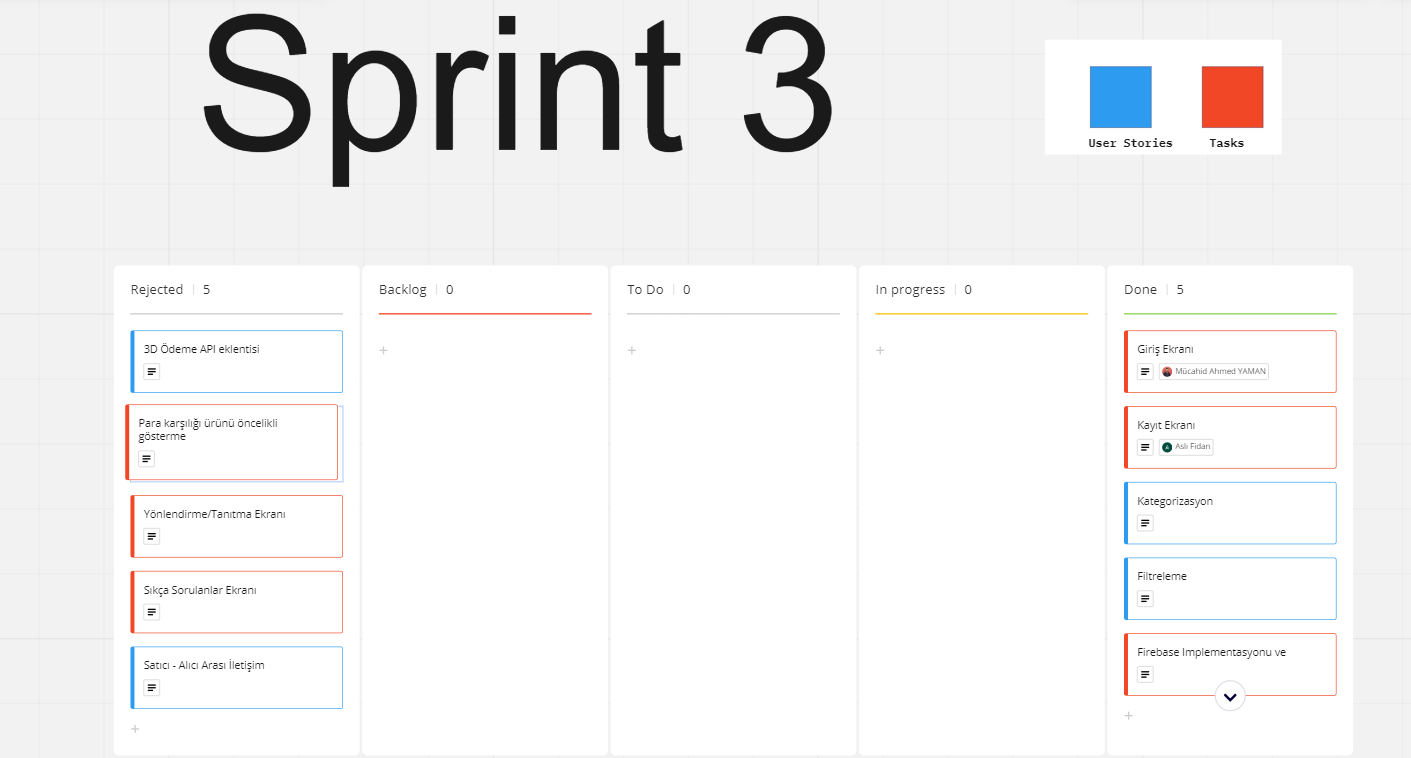 Sprint 3
User Stories
Tasks
Rejected | 5
3D Ödeme API eklentisi
Para karşılığı ürünü öncelikli
gösterme
Yönlendirme/Tanıtma Ekranı
Sıkça Sorulanlar Ekranı
Satıcı - Alıcı Arası İletişim
+
Backlog | 0
+
To Do | 0
+
In progress | 0
+
Done | 5
Giriş Ekranı
Mücahid Ahmed YAMAN
Kayıt Ekranı
A Aslı Fidan
Kategorizasyon
Filtreleme
Firebase Implementasyonu ve
+